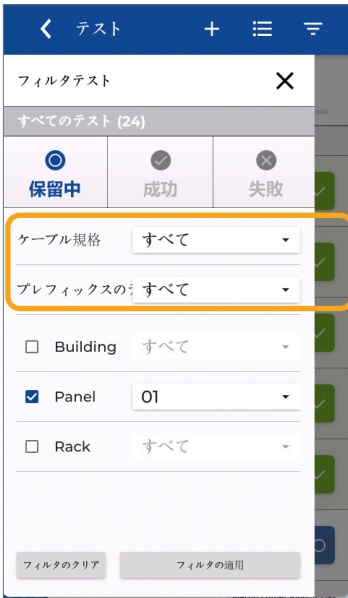 テスト
フィルタテスト
すべてのテスト (24)
保留中 成功 失敗
ケーブル規格 すべて
プレフィックスの すべて
Building すべて
Panel 01
Rack すべて
フィルタのクリア フィルタの適用